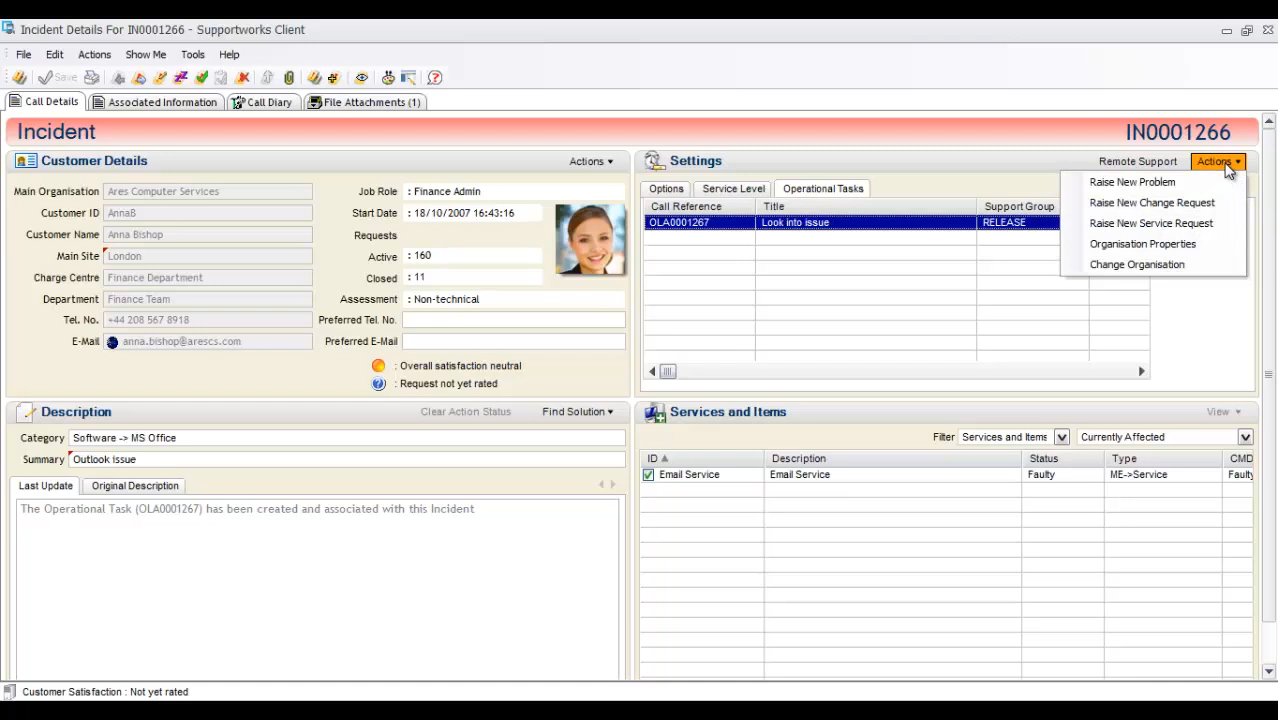 Incident Details For IN0001266 - Supportworks Client
File Edit Actions Show Me Tools Help
Save
Call Details Associated Information Call Diary File Attachments (1)
Incident IN0001266
Customer Details Actions
Main Organisation Ares Computer Services Job Role : Finance Admin
Customer ID AnnaB Start Date : 18/10/2007 16:43:16
Customer Name Anna Bishop Requests
Main Site London Active : 160
Charge Centre Finance Department Closed : 11
Department Finance Team Assessment : Non-technical
Tel. No. +44 208 567 8918 Preferred Tel. No.
E-Mail anna.bishop@arescs.com Preferred E-Mail
: Overall satisfaction neutral
: Request not yet rated
Settings Remote Support Actions
Options Service Level Operational Tasks
Call Reference Title Support Group
OLA0001267 Look into issue RELEASE
Raise New Problem
Raise New Change Request
Raise New Service Request
Organisation Properties
Change Organisation
Description Clear Action Status Find Solution
Category Software -> MS Office
Summary Outlook issue
Last Update Original Description
The Operational Task (OLA0001267) has been created and associated with this Incident
Services and Items View
Filter Services and Items Currently Affected
ID Description Status Type CMD
Email Service Email Service Faulty ME->Service Faulty
Customer Satisfaction : Not yet rated